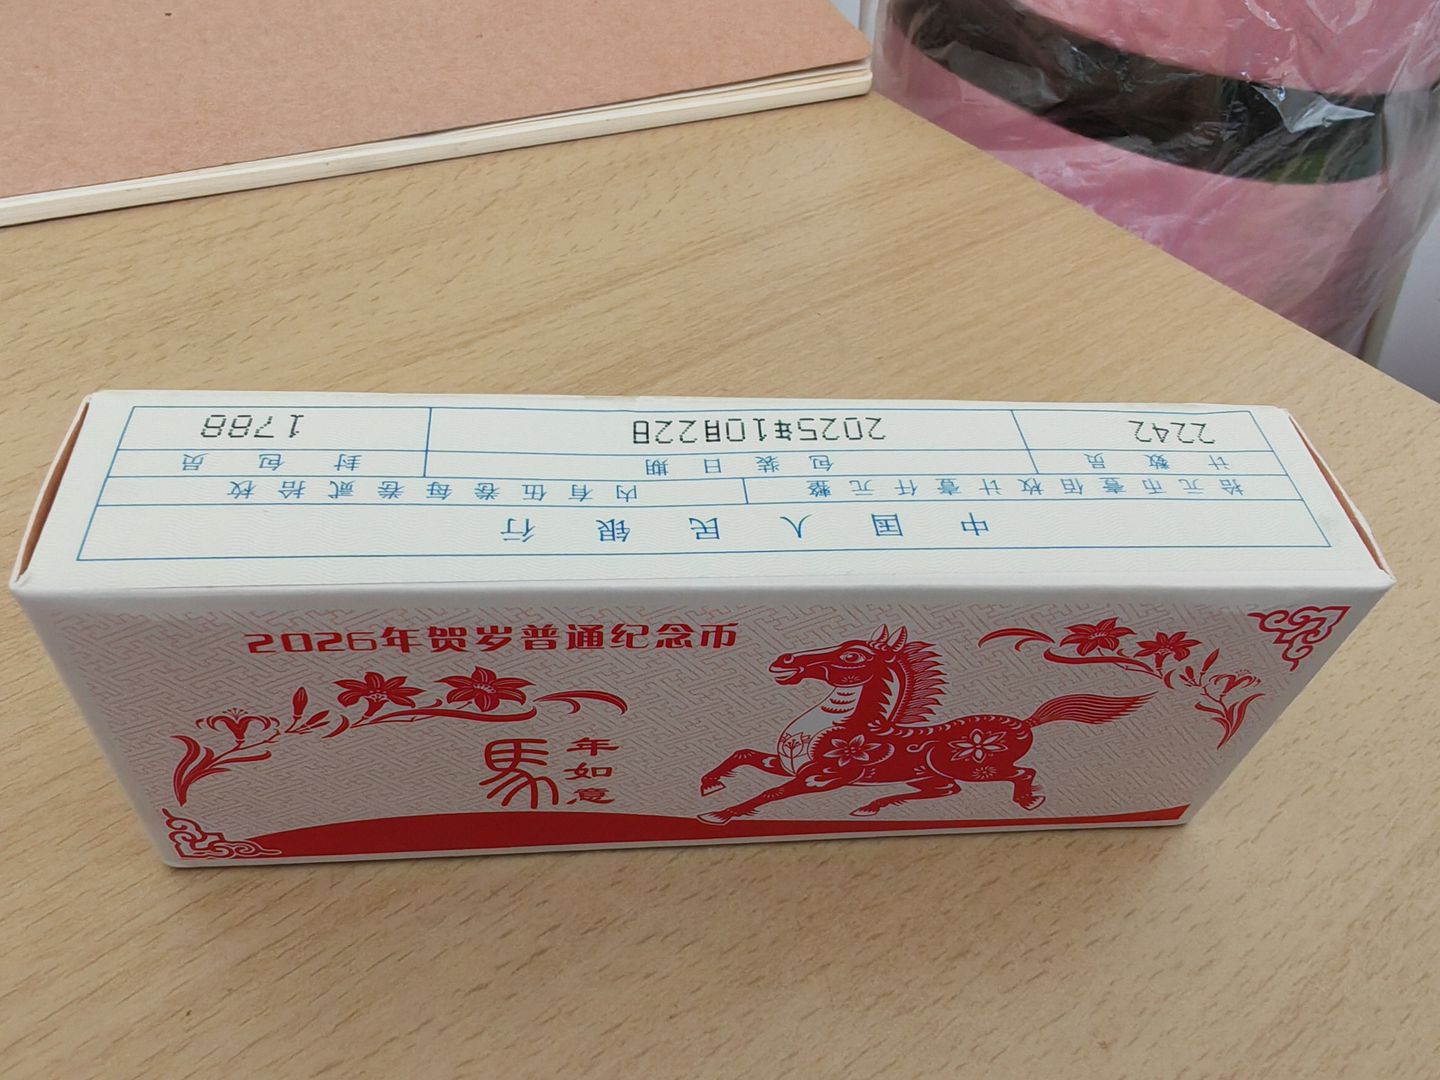 中国人民银行
拾元币壹佰枚计壹仟元整 内有伍卷每卷贰拾枚
计数员 包装日期 封包员
2242 2025年10月22日 1788
2026年贺岁普通纪念币
馬年如意